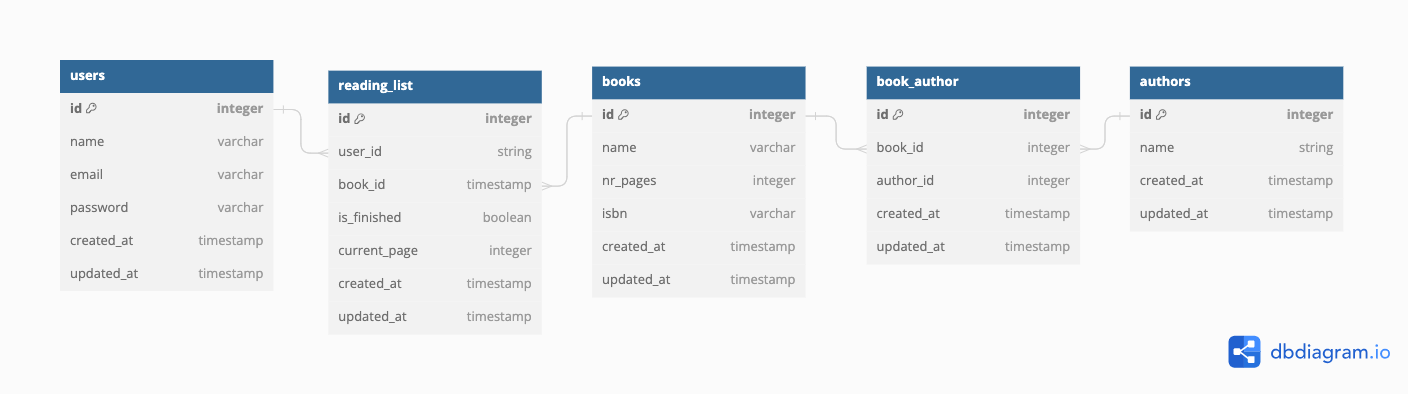 users
id integer
name varchar
email varchar
password varchar
created_at timestamp
updated_at timestamp
reading_list
id integer
user_id string
book_id timestamp
is_finished boolean
current_page integer
created_at timestamp
updated_at timestamp
books
id integer
name varchar
nr_pages integer
isbn varchar
created_at timestamp
updated_at timestamp
book_author
id integer
book_id integer
author_id integer
created_at timestamp
updated_at timestamp
authors
id integer
name string
created_at timestamp
updated_at timestamp
dbdiagram.io